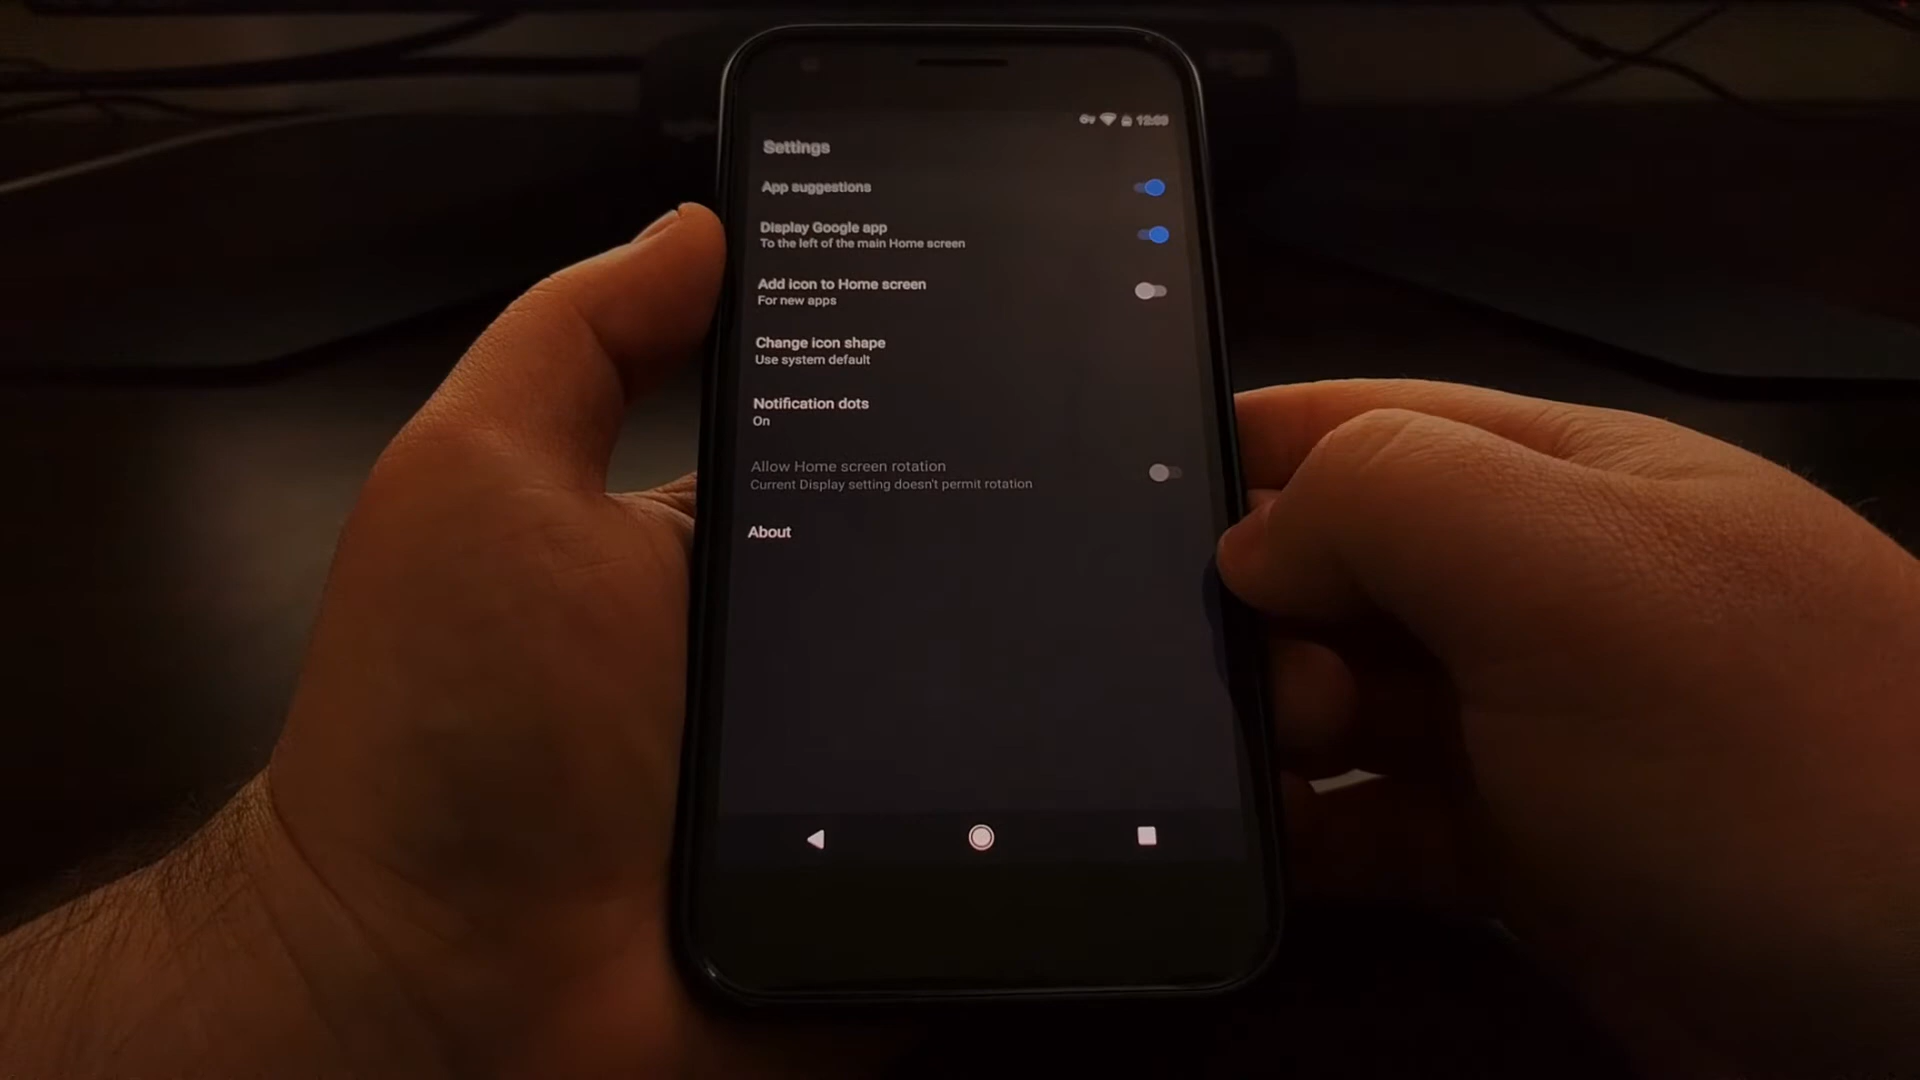 12:03
Settings
App suggestions
Display Google app
To the left of the main Home screen
Add icon to Home screen
For new apps
Change icon shape
Use system default
Notification dots
On
Allow Home screen rotation
Current Display setting doesn't permit rotation
About